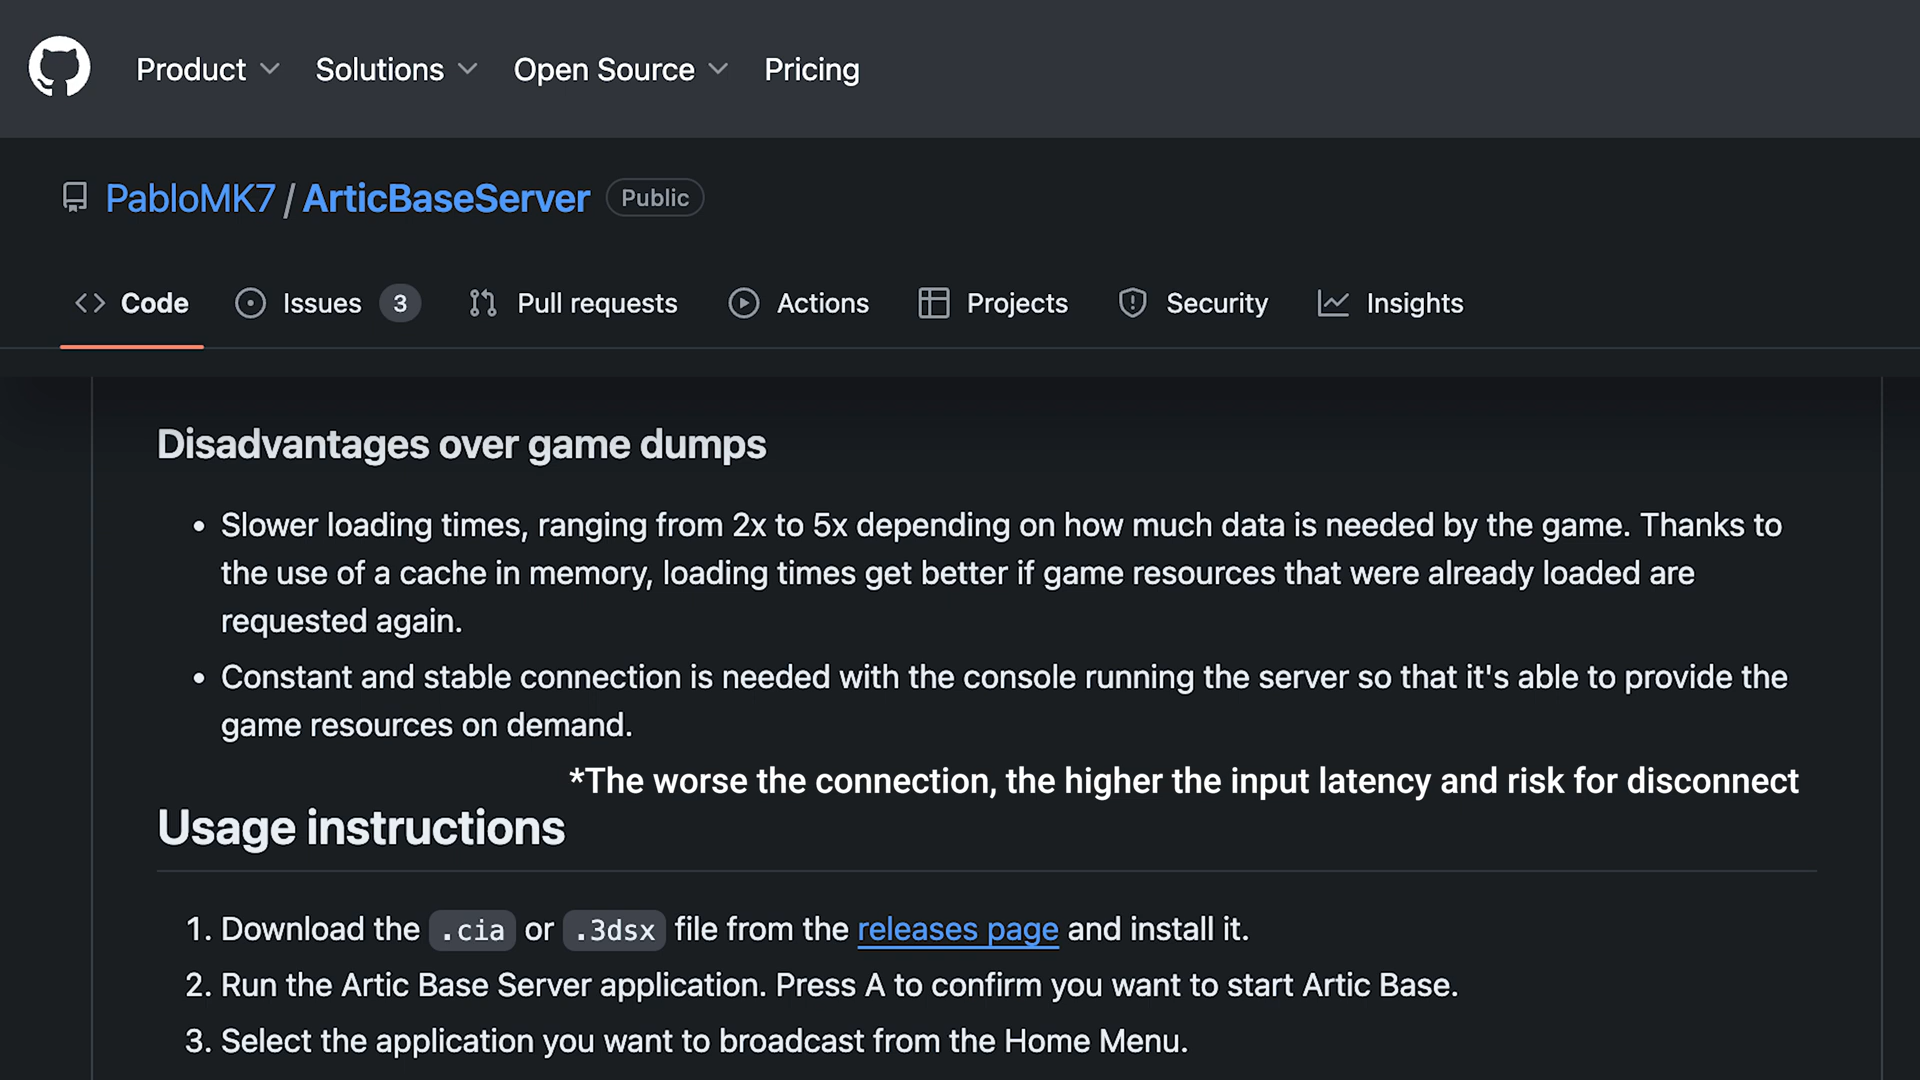 Product Solutions Open Source Pricing
PabloMK7 / ArticBaseServer Public
Code Issues 3 Pull requests Actions Projects Security Insights
Disadvantages over game dumps
• Slower loading times, ranging from 2x to 5x depending on how much data is needed by the game. Thanks to
the use of a cache in memory, loading times get better if game resources that were already loaded are
requested again.
• Constant and stable connection is needed with the console running the server so that it's able to provide the
game resources on demand.
*The worse the connection, the higher the input latency and risk for disconnect
Usage instructions
1. Download the .cia or .3dsx file from the releases page and install it.
2. Run the Artic Base Server application. Press A to confirm you want to start Artic Base.
3. Select the application you want to broadcast from the Home Menu.